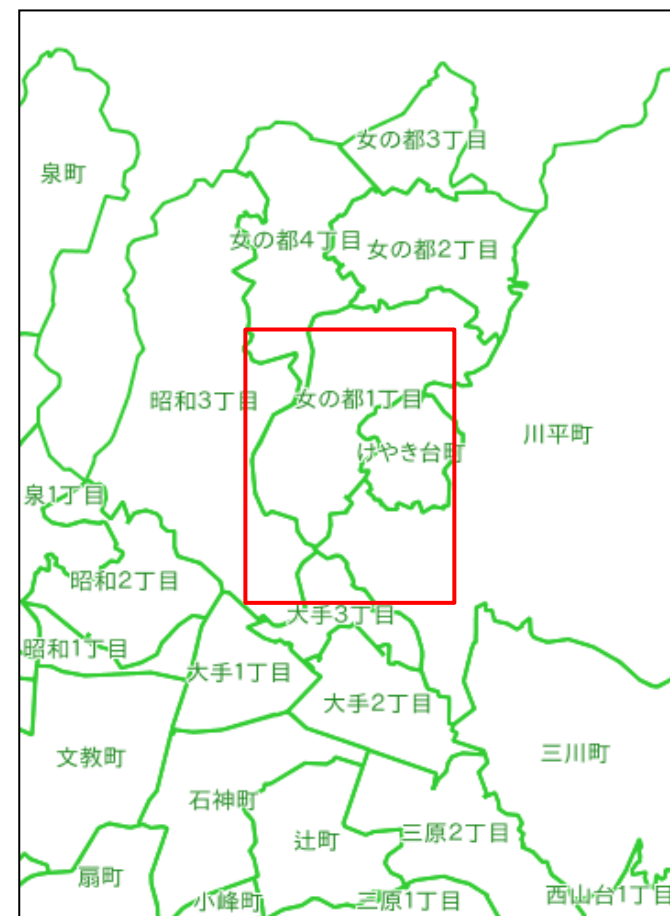 女の都3丁目
泉町
女の都4丁目
女の都2丁目
昭和3丁目
女の都1丁目
川平町
けやき台町
泉1丁目
昭和2丁目
大手3丁目
昭和1丁目
大手1丁目
大手2丁目
文教町
三川町
石神町
辻町
三原2丁目
扇町
小峰町
三原1丁目
西山台1丁目